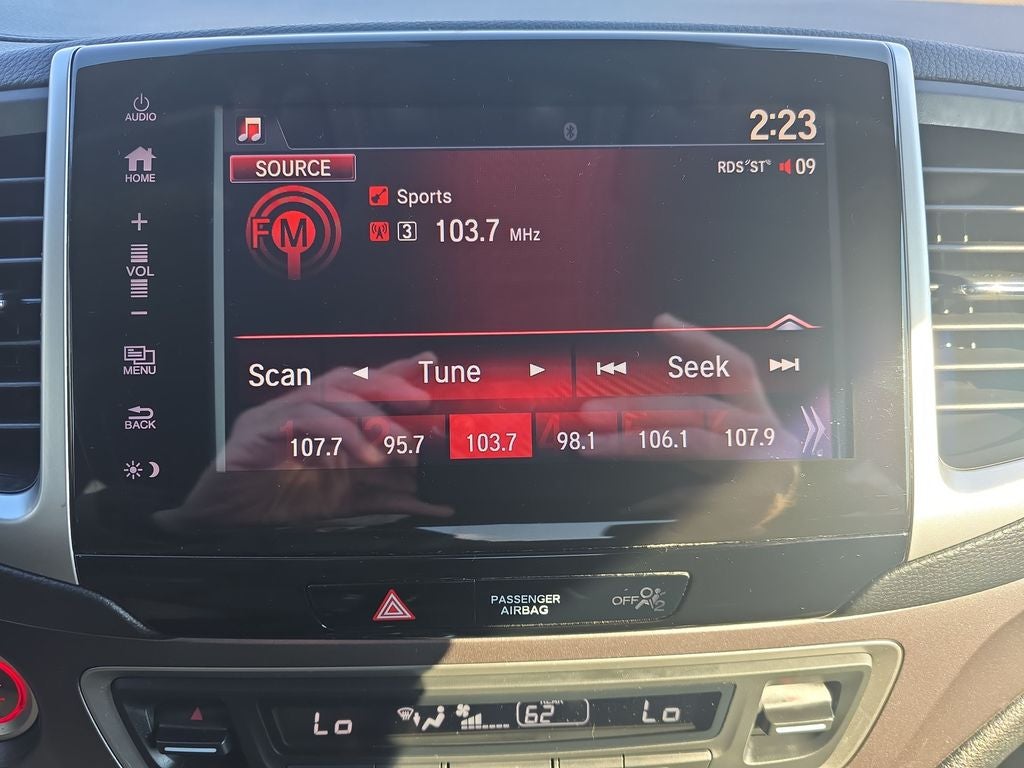 AUDIO
2:23
HOME
SOURCE
RDS ST 09
Sports
FM
3 103.7 MHz
+
VOL
−
MENU
Scan Tune Seek
BACK
107.7 95.7 103.7 98.1 106.1 107.9
PASSENGER
AIRBAG
OFF 2
Lo 62 Lo